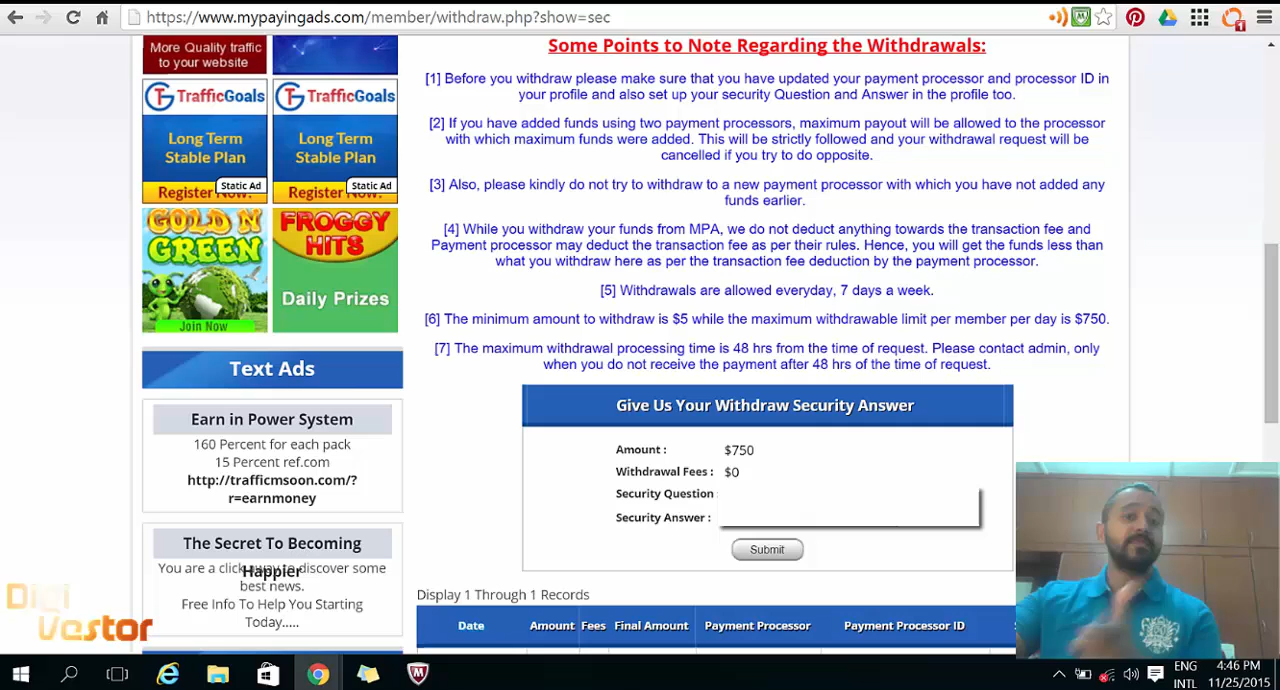 https://www.mypayingads.com/member/withdraw.php?show=sec
1
More Quality traffic
to your website
TrafficGoals
Long Term
Stable Plan
Static Ad
Register Now!
TrafficGoals
Long Term
Stable Plan
Static Ad
Register Now!
GOLD N
GREEN
Join Now
FROGGY
HITS
Daily Prizes
Text Ads
Earn in Power System
160 Percent for each pack
15 Percent ref.com
http://trafficmsoon.com/?
r=earnmoney
The Secret To Becoming
Happier
You are a click away to discover some
best news.
Free Info To Help You Starting
Today.....
Some Points to Note Regarding the Withdrawals:
[1] Before you withdraw please make sure that you have updated your payment processor and processor ID in
your profile and also set up your security Question and Answer in the profile too.
[2] If you have added funds using two payment processors, maximum payout will be allowed to the processor
with which maximum funds were added. This will be strictly followed and your withdrawal request will be
cancelled if you try to do opposite.
[3] Also, please kindly do not try to withdraw to a new payment processor with which you have not added any
funds earlier.
[4] While you withdraw your funds from MPA, we do not deduct anything towards the transaction fee and
Payment processor may deduct the transaction fee as per their rules. Hence, you will get the funds less than
what you withdraw here as per the transaction fee deduction by the payment processor.
[5] Withdrawals are allowed everyday, 7 days a week.
[6] The minimum amount to withdraw is $5 while the maximum withdrawable limit per member per day is $750.
[7] The maximum withdrawal processing time is 48 hrs from the time of request. Please contact admin, only
when you do not receive the payment after 48 hrs of the time of request.
Give Us Your Withdraw Security Answer
Amount : $750
Withdrawal Fees : $0
Security Question :
Security Answer :
Submit
Display 1 Through 1 Records
Date Amount Fees Final Amount Payment Processor Payment Processor ID
Digi
Vestor
ENG
INTL
4:46 PM
11/25/2015